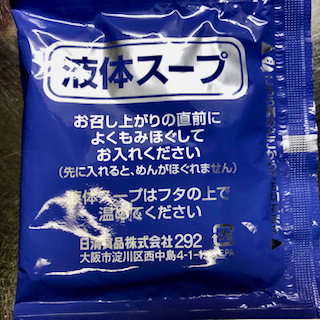 液体スープ
お召し上がりの直前に
よくもみほぐして
お入れください
(先に入れると、めんがほぐれません)
液体スープはフタの上で
温めてください
日清食品株式会社292
大阪市淀川区西中島4-1-1